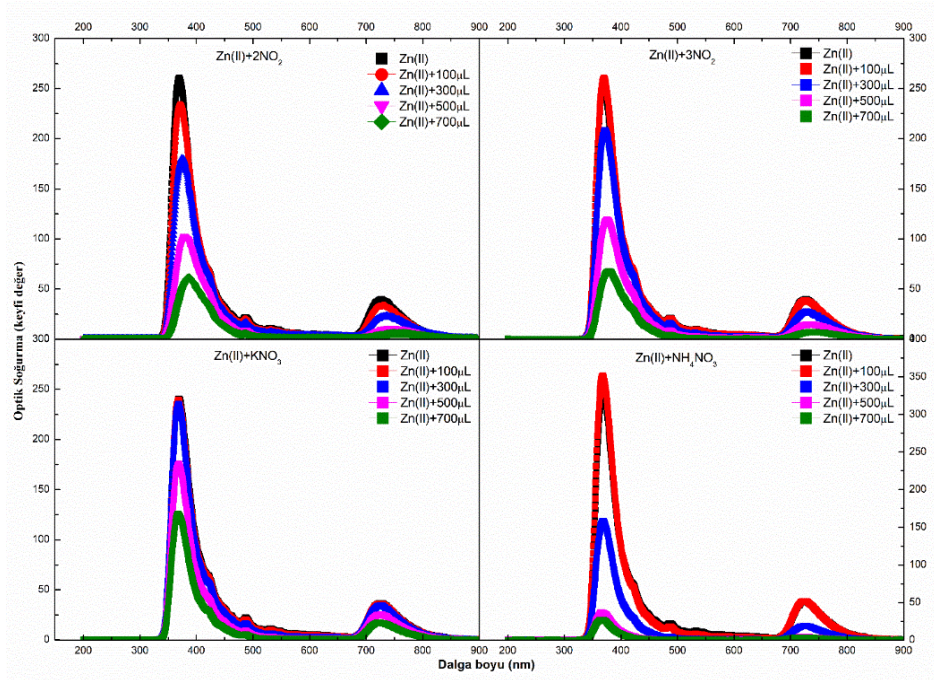 200 300 400 500 600 700 800 900 200 300 400 500 600 700 800 900
Optik Soğurma (keyfi değer)
Zn(II)+2NO2
300
250
200
150
100
50
Zn(II)
Zn(II)+100µL
Zn(II)+300µL
Zn(II)+500µL
Zn(II)+700µL
Zn(II)+3NO2
Zn(II)
Zn(II)+100µL
Zn(II)+300µL
Zn(II)+500µL
Zn(II)+700µL
Zn(II)+KNO3
300
250
200
150
100
50
0
Zn(II)
Zn(II)+100µL
Zn(II)+300µL
Zn(II)+500µL
Zn(II)+700µL
Zn(II)+NH4NO3
Zn(II)
Zn(II)+100µL
Zn(II)+300µL
Zn(II)+500µL
Zn(II)+700µL
350
300
250
200
150
100
50
0
200 300 400 500 600 700 800 900 200 300 400 500 600 700 800 900
Dalga boyu (nm)